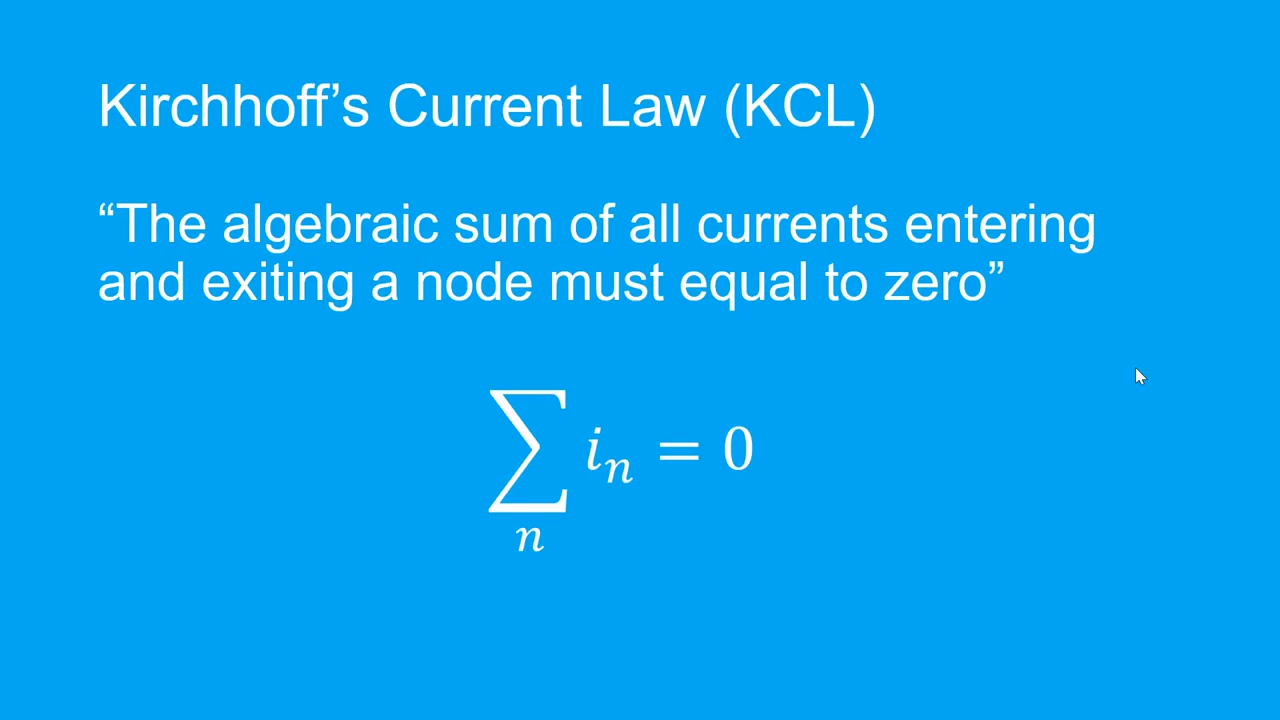 Kirchhoff’s Current Law (KCL)
“The algebraic sum of all currents entering
and exiting a node must equal to zero”
∑ iₙ = 0
n